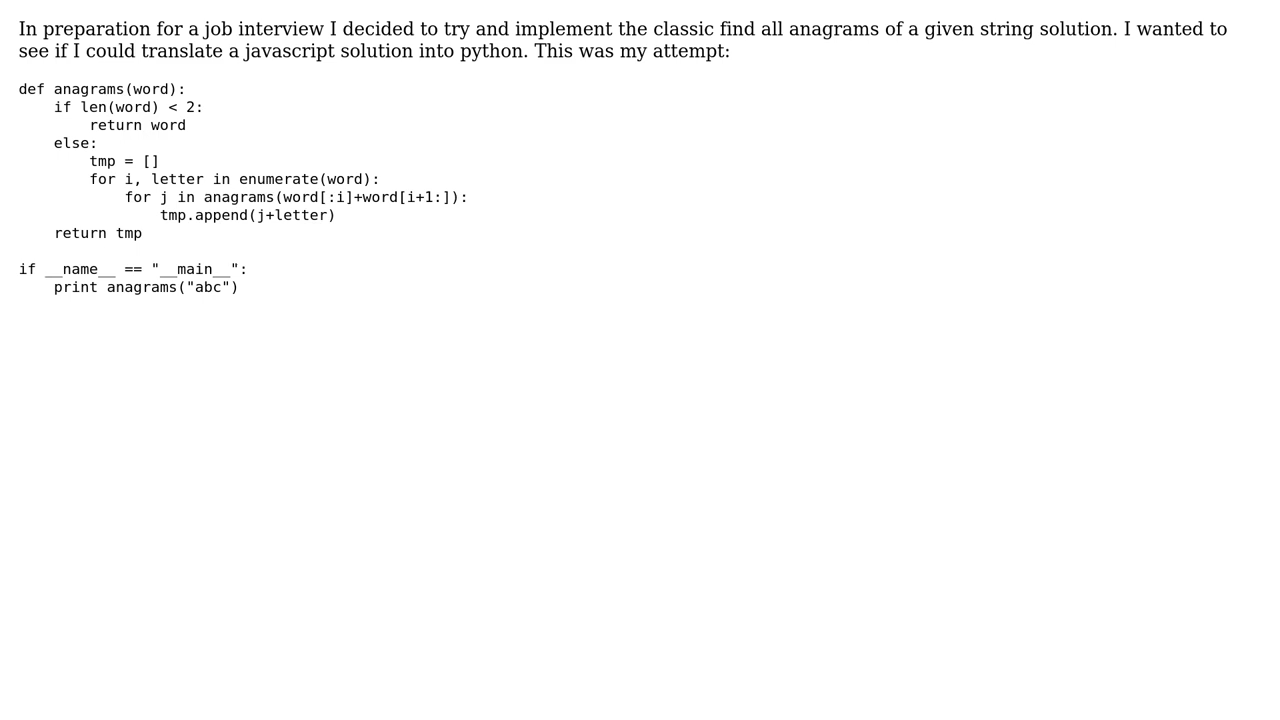 In preparation for a job interview I decided to try and implement the classic find all anagrams of a given string solution. I wanted to
see if I could translate a javascript solution into python. This was my attempt:
def anagrams(word):
    if len(word) < 2:
        return word
    else:
        tmp = []
        for i, letter in enumerate(word):
            for j in anagrams(word[:i]+word[i+1:]):
                tmp.append(j+letter)
    return tmp

if __name__ == "__main__":
    print anagrams("abc")